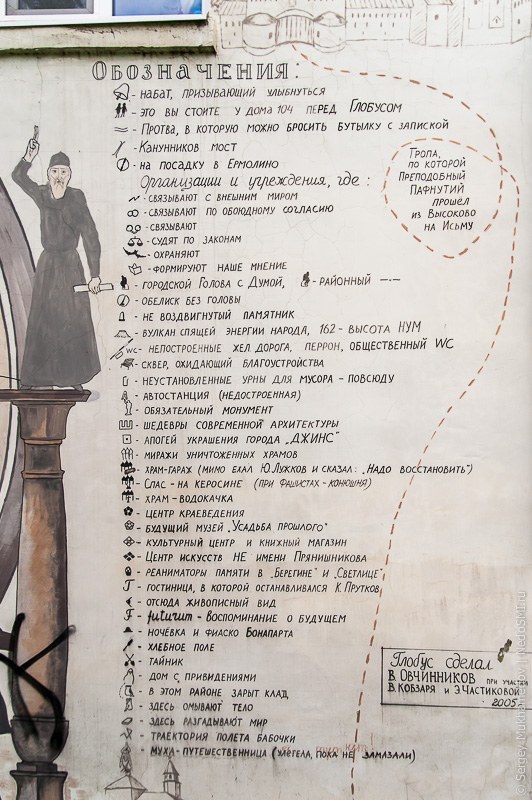 Обозначения:
- набат, призывающий улыбнуться
- это вы стоите у дома 104 перед Глобусом
- Протва, в которую можно бросить бутылку с запиской
- Канунников мост
- на посадку в Ермолино
Организации и учреждения, где:
- связывают с внешним миром
- связывают по обоюдному согласию
- связывают
- судят по законам
- охраняют
- формируют наше мнение
- городской Голова с Думой, - районный —·—
- обелиск без головы
- не воздвигнутый памятник
- вулкан спящей энергии народа, 162 - высота НУМ
WC - непостроенные жел. дорога, перрон, общественный WC
- сквер, ожидающий благоустройства
- неустановленные урны для мусора - повсюду
- автостанция (недостроенная)
- обязательный монумент
- шедевры современной архитектуры
- апогей украшения города "ДЖИНС"
- миражи уничтоженных храмов
- храм-гараж (мимо ехал Ю.Лужков и сказал: „Надо восстановить")
- Спас - на керосине (при фашистах - конюшня)
- храм - водокачка
- центр краеведения
- будущий музей „Усадьба прошлого"
- культурный центр и книжный магазин
- Центр искусств НЕ имени Прянишникова
- реаниматоры памяти в „Берегине" и „Светлице"
Г - гостиница, в которой останавливался К. Прутков
- отсюда живописный вид
F - futurum - воспоминание о будущем
- ночёвка и фиаско Бонапарта
- хлебное поле
- тайник
- дом с привидениями
- в этом районе зарыт клад
- здесь омывают тело
- здесь разгадывают мир
- траектория полета бабочки
- муха - путешественница (улетела, пока не замазали)
Тропа,
по которой
Преподобный
Пафнутий
прошёл
из Высоково
на Исьму
Глобус сделал
В. Овчинников при участии
В. Кобзаря и Э. Частиковой
2005